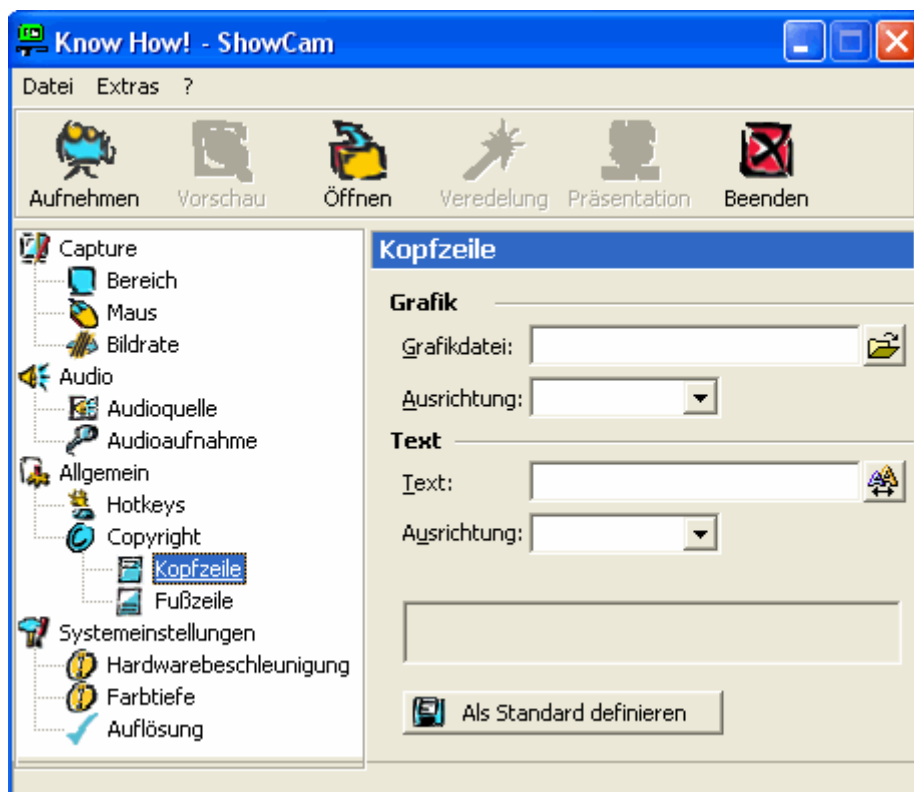 Know How! - ShowCam
Datei Extras ?
Aufnehmen Vorschau Öffnen Veredelung Präsentation Beenden
Capture
Bereich
Maus
Bildrate
Audio
Audioquelle
Audioaufnahme
Allgemein
Hotkeys
Copyright
Kopfzeile
Fußzeile
Systemeinstellungen
Hardwarebeschleunigung
Farbtiefe
Auflösung
Kopfzeile
Grafik
Grafikdatei:
Ausrichtung:
Text
Text:
Ausrichtung:
Als Standard definieren